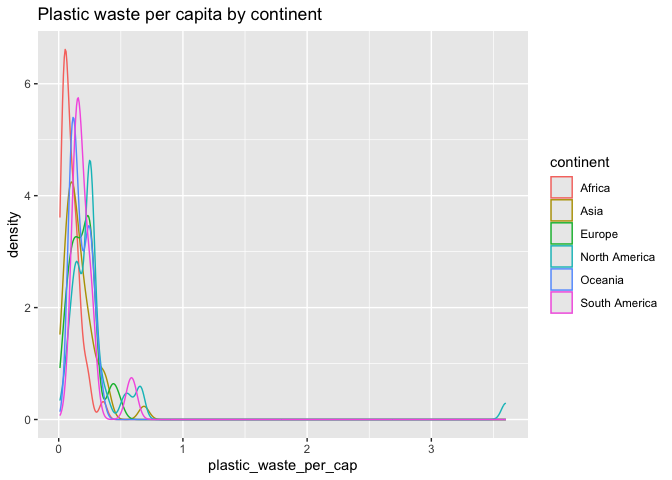 Plastic waste per capita by continent
6
4
2
0
density
0 1 2 3
plastic_waste_per_cap
continent
Africa
Asia
Europe
North America
Oceania
South America